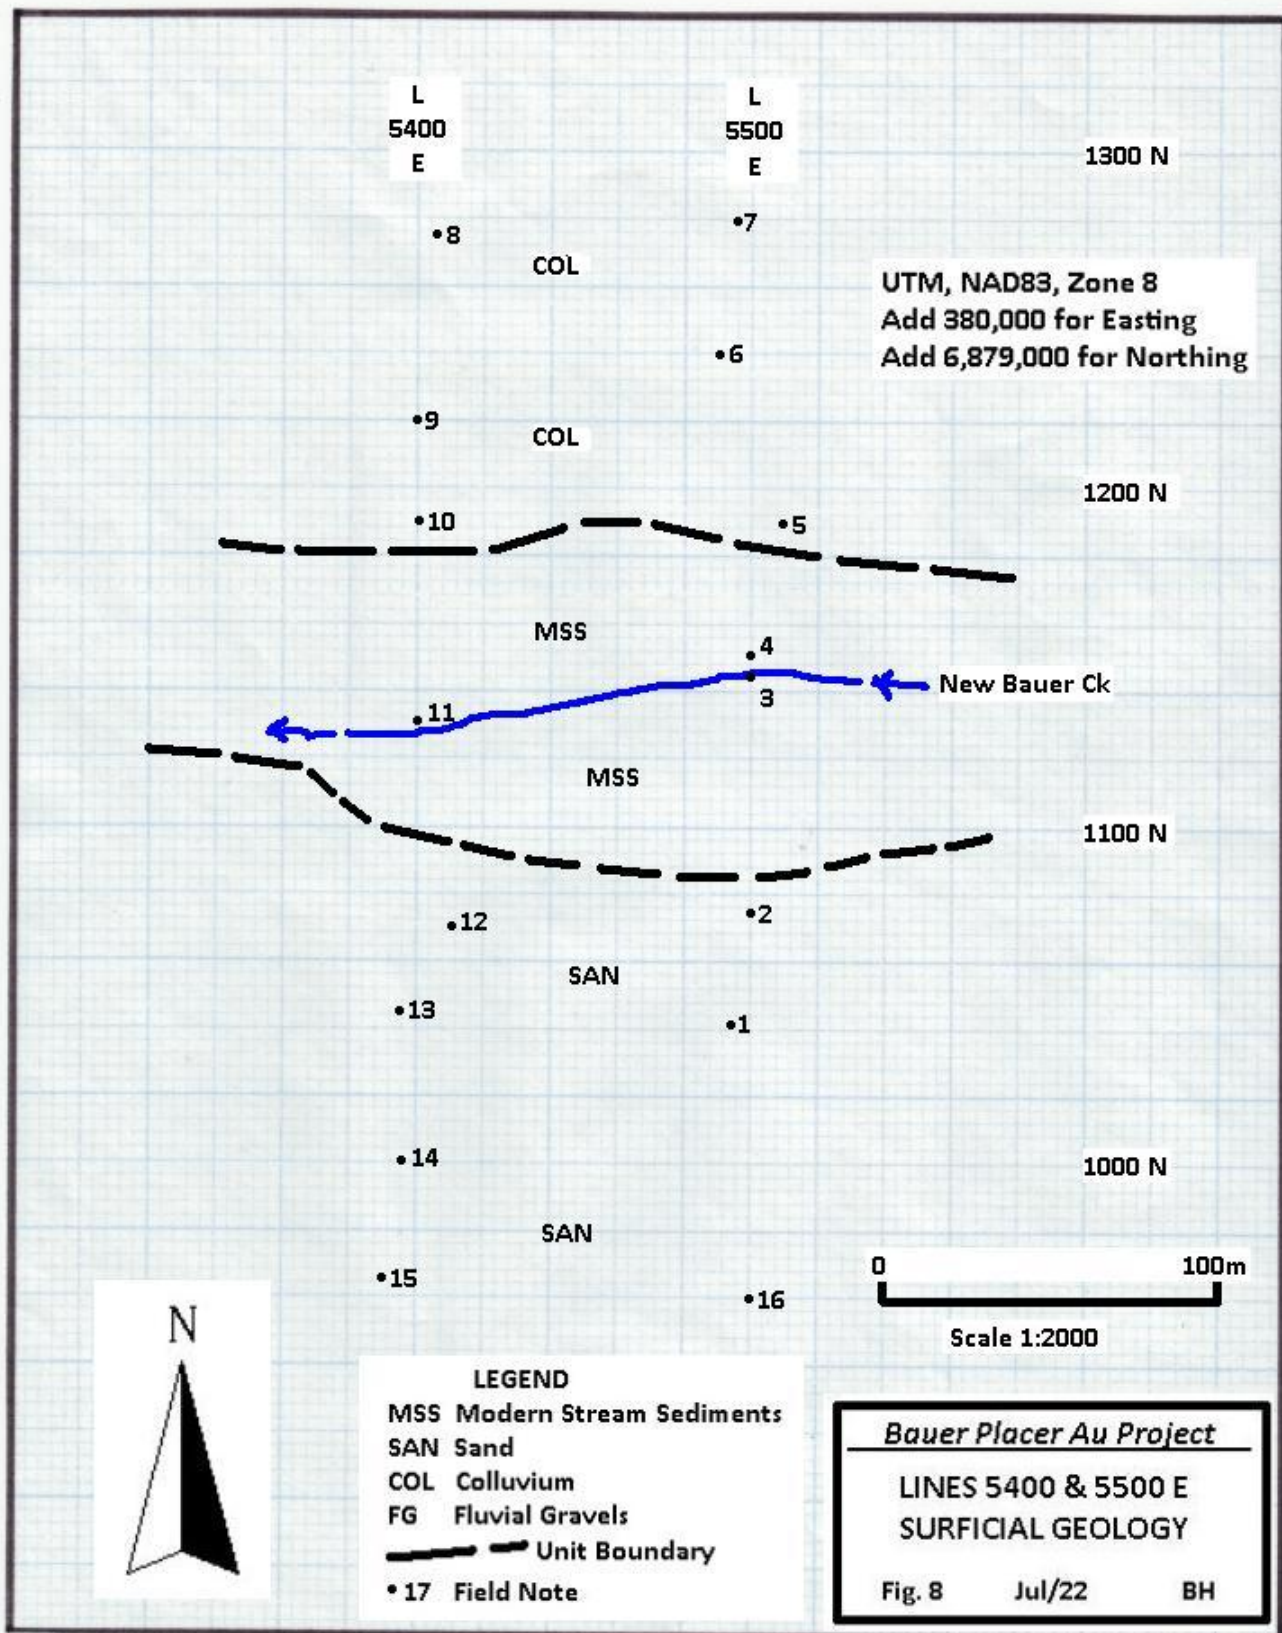 L
5400
E
L
5500
E
1300 N
7
8
COL
UTM, NAD83, Zone 8
Add 380,000 for Easting
Add 6,879,000 for Northing
6
9
COL
1200 N
10
5
MSS
4
New Bauer Ck
3
11
MSS
1100 N
2
12
SAN
13
1
14
1000 N
SAN
0
100m
15
16
Scale 1:2000
N
LEGEND
MSS Modern Stream Sediments
SAN Sand
COL Colluvium
FG Fluvial Gravels
Unit Boundary
17 Field Note
Bauer Placer Au Project
LINES 5400 & 5500 E
SURFICIAL GEOLOGY
Fig. 8 Jul/22 BH